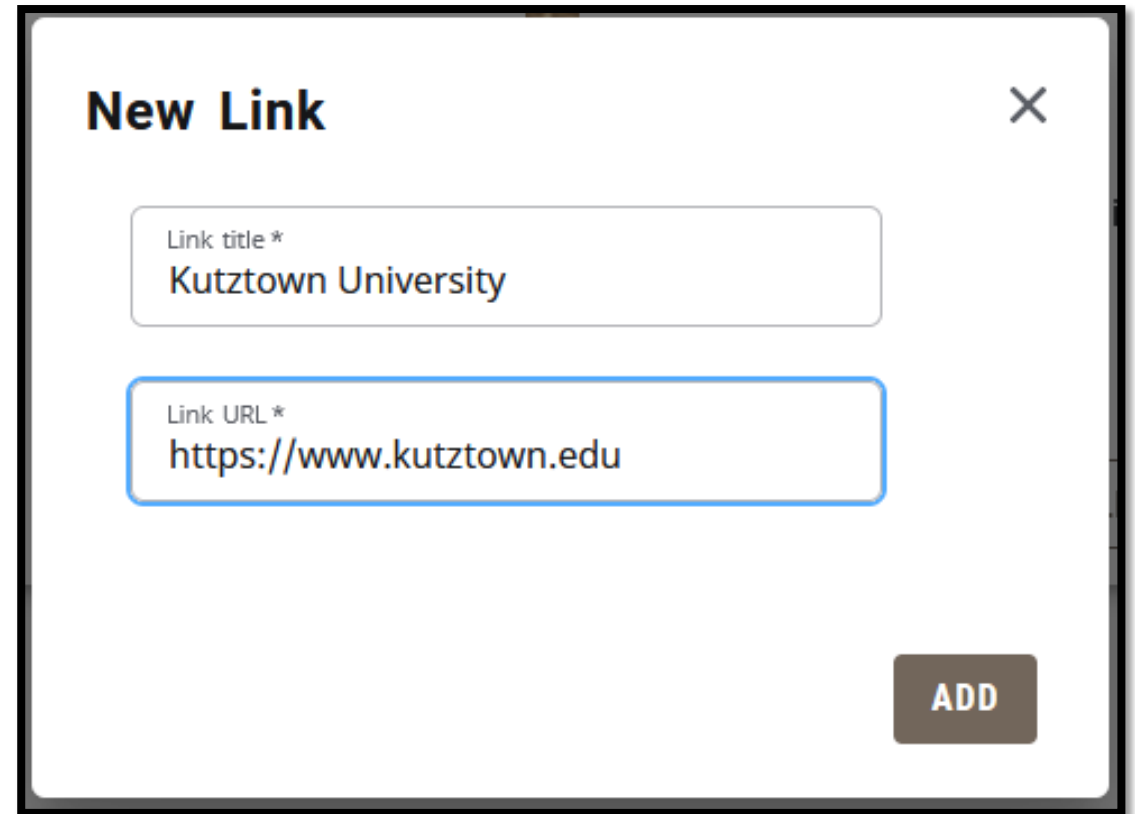 New Link
Link title *
Kutztown University
Link URL *
https://www.kutztown.edu
ADD